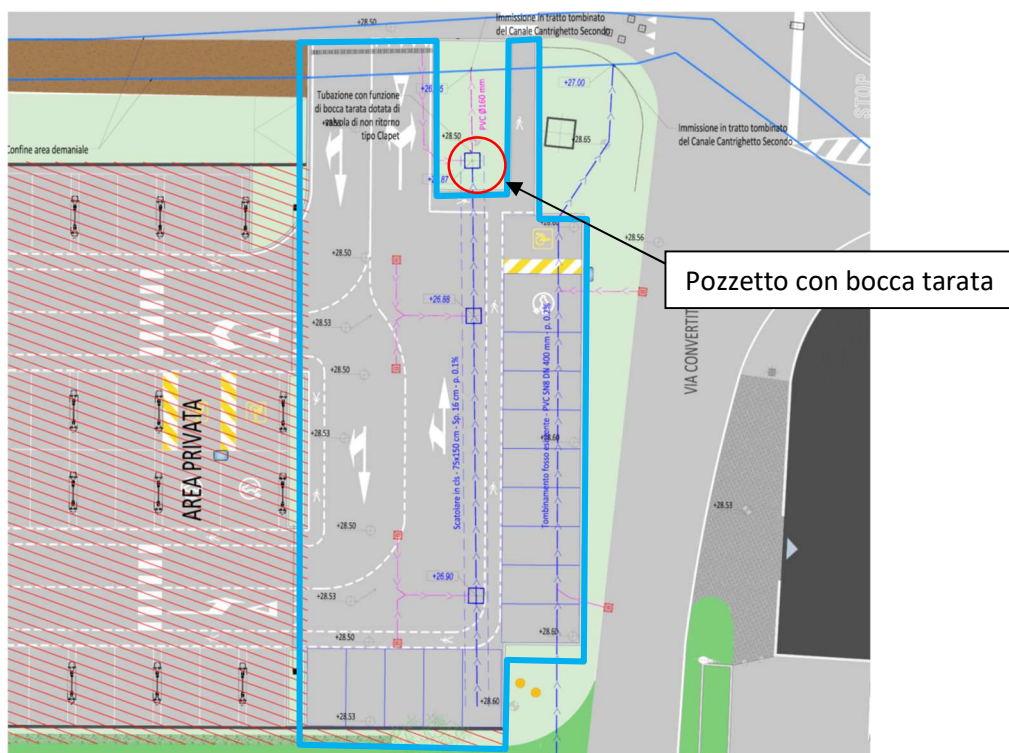 +28.50
Immissione in tratto tombinato
del Canale Cantrighetto Secondo
Tubazione con funzione
di bocca tarata dotata di
valvola di non ritorno
tipo Clapet
PVC Ø160 mm
+28.50
+27.00
+28.65
Immissione in tratto tombinato
del Canale Cantrighetto Secondo
STOP
Confine area demaniale
+28.50
+28.56
Pozzetto con bocca tarata
+26.88
+28.53
+28.50
VIA CONVERTIT
AREA PRIVATA
Scatolare in cls - 75x150 cm - Sp. 16 cm - p. 0.1%
Tombinamento fosso esistente - PVC SN8 DN 400 mm - p. 0.2%
+28.53
+28.60
+28.50
+28.53
+26.90
+28.53
+28.50
+28.60
+28.60
+28.53